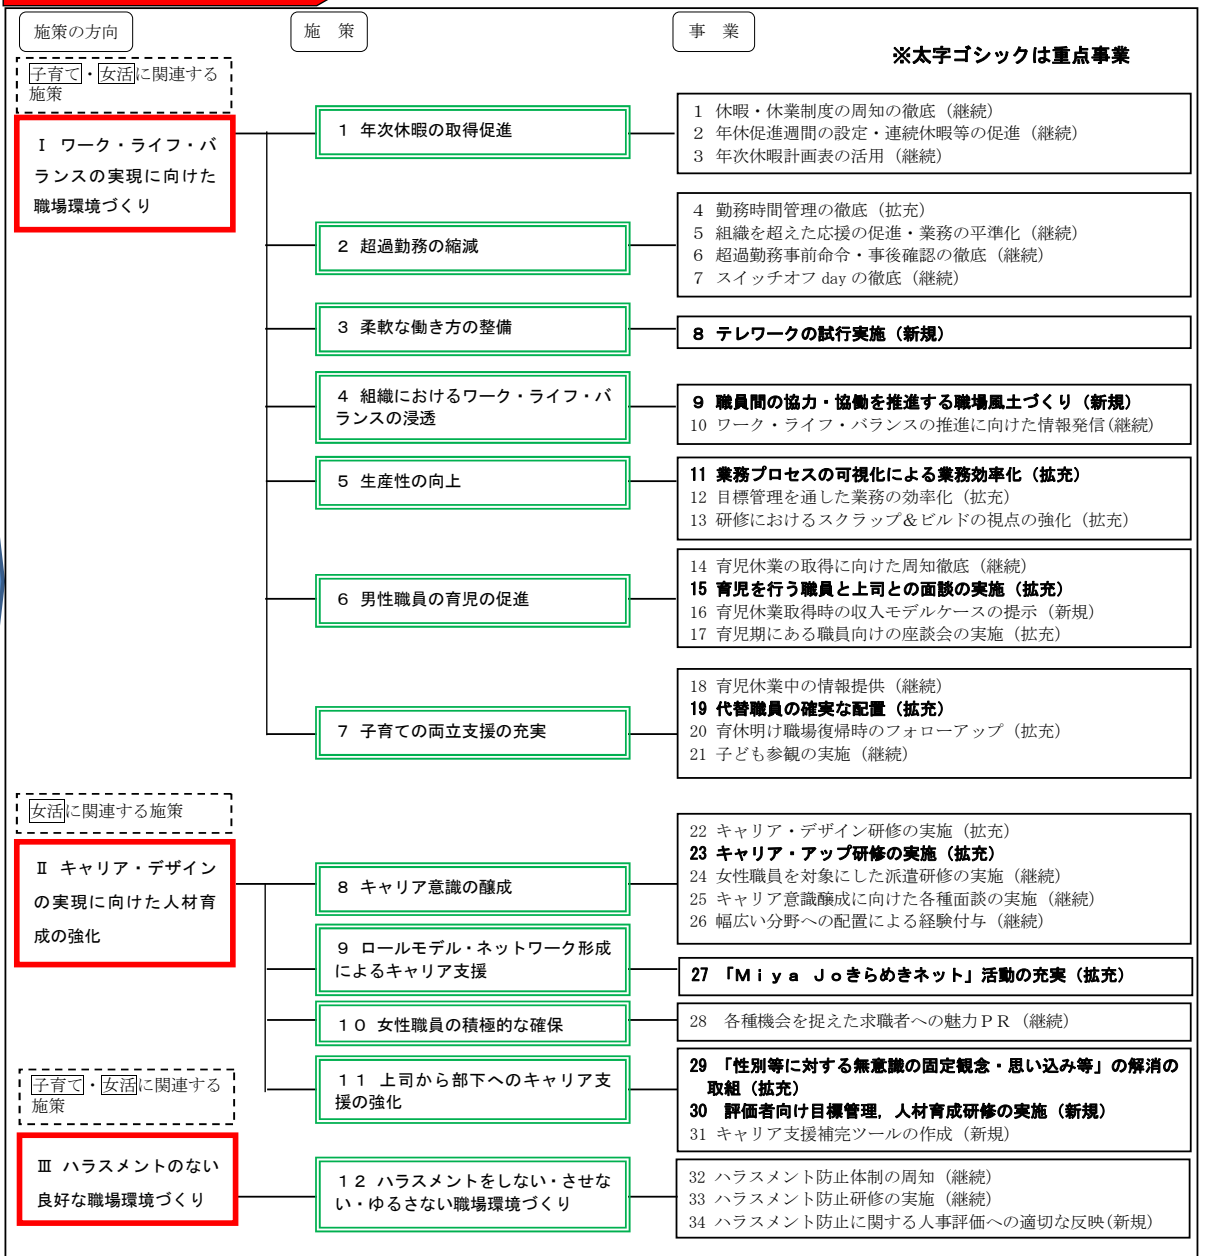 施策の方向
施　策
事　業
※太字ゴシックは重点事業
子育て・女活に関連する
施策
Ⅰ ワーク・ライフ・バ
ランスの実現に向けた
職場環境づくり
１ 年次休暇の取得促進
1 休暇・休業制度の周知の徹底（継続）
2 年休促進週間の設定・連続休暇等の促進（継続）
3 年次休暇計画表の活用（継続）
２ 超過勤務の縮減
4 勤務時間管理の徹底（拡充）
5 組織を超えた応援の促進・業務の平準化（継続）
6 超過勤務事前命令・事後確認の徹底（継続）
7 スイッチオフ day の徹底（継続）
３ 柔軟な働き方の整備
8 テレワークの試行実施（新規）
４ 組織におけるワーク・ライフ・バ
ランスの浸透
9 職員間の協力・協働を推進する職場風土づくり（新規）
10 ワーク・ライフ・バランスの推進に向けた情報発信(継続)
５ 生産性の向上
11 業務プロセスの可視化による業務効率化（拡充）
12 目標管理を通した業務の効率化（拡充）
13 研修におけるスクラップ＆ビルドの視点の強化（拡充）
６ 男性職員の育児の促進
14 育児休業の取得に向けた周知徹底（継続）
15 育児を行う職員と上司との面談の実施（拡充）
16 育児休業取得時の収入モデルケースの提示（新規）
17 育児期にある職員向けの座談会の実施（拡充）
７ 子育ての両立支援の充実
18 育児休業中の情報提供（継続）
19 代替職員の確実な配置（拡充）
20 育休明け職場復帰時のフォローアップ（拡充）
21 子ども参観の実施（継続）
女活に関連する施策
Ⅱ キャリア・デザイン
の実現に向けた人材育
成の強化
８ キャリア意識の醸成
22 キャリア・デザイン研修の実施（拡充）
23 キャリア・アップ研修の実施（拡充）
24 女性職員を対象にした派遣研修の実施（継続）
25 キャリア意識醸成に向けた各種面談の実施（継続）
26 幅広い分野への配置による経験付与（継続）
９ ロールモデル・ネットワーク形成
によるキャリア支援
27 「Ｍｉｙａ Ｊｏきらめきネット」活動の充実（拡充）
１０ 女性職員の積極的な確保
28 各種機会を捉えた求職者への魅力ＰＲ（継続）
１１ 上司から部下へのキャリア支
援の強化
29 「性別等に対する無意識の固定観念・思い込み等」の解消の
取組（拡充）
30 評価者向け目標管理，人材育成研修の実施（新規）
31 キャリア支援補完ツールの作成（新規）
子育て・女活に関連する
施策
Ⅲ ハラスメントのない
良好な職場環境づくり
１２ ハラスメントをしない・させな
い・ゆるさない職場環境づくり
32 ハラスメント防止体制の周知（継続）
33 ハラスメント防止研修の実施（継続）
34 ハラスメント防止に関する人事評価への適切な反映(新規)